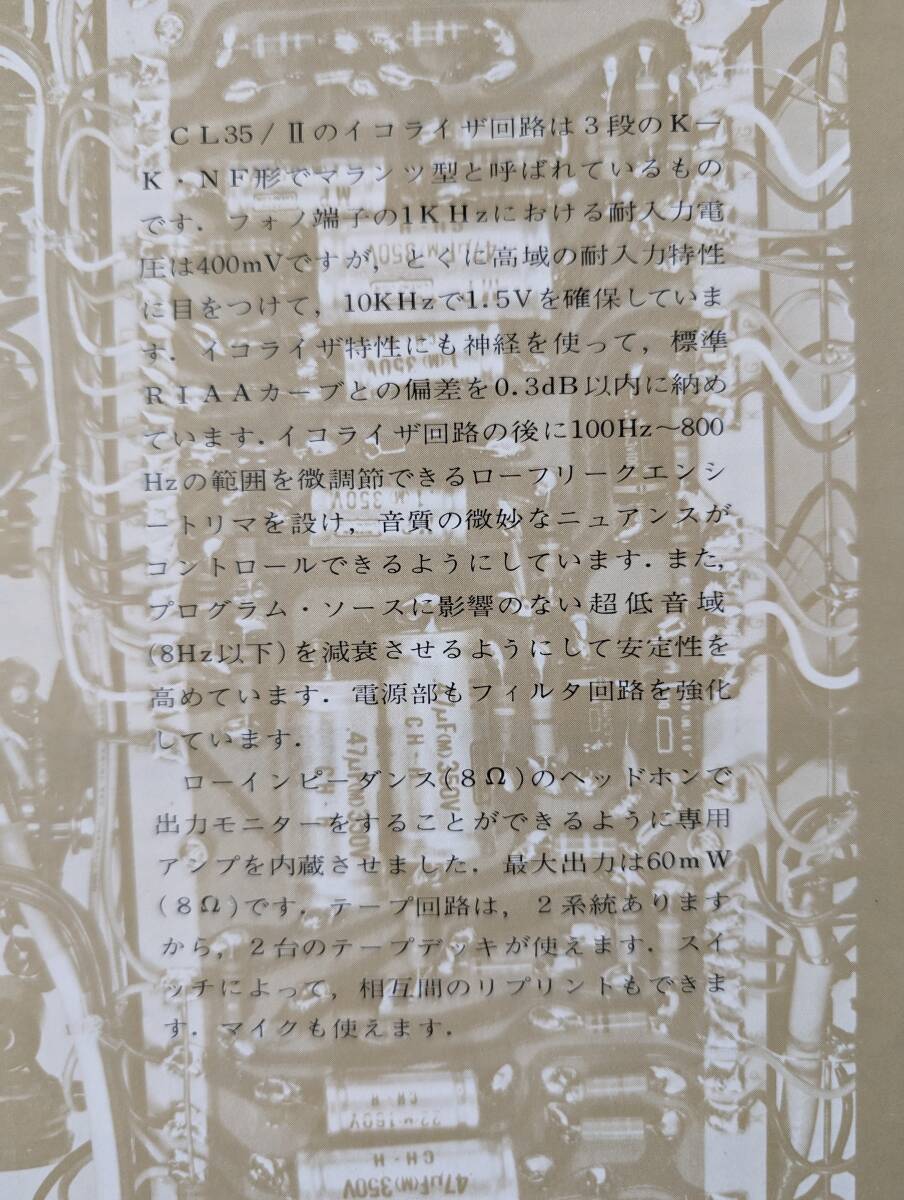 CL35/IIのイコライザ回路は3段のK—
K・NF形でマランツ型と呼ばれているもの
です．フォノ端子の1KHzにおける耐入力電
圧は400mVですが，とくに高域の耐入力特性
に目をつけて，10KHzで1.5Vを確保していま
す．イコライザ特性にも神経を使って，標準
RIAAカーブとの偏差を0.3dB以内に納め
ています．イコライザ回路の後に100Hz〜800
Hzの範囲を微調節できるローフリークエンシ
ートリマを設け，音質の微妙なニュアンスが
コントロールできるようにしています．また，
プログラム・ソースに影響のない超低音域
(8Hz以下)を減衰させるようにして安定性を
高めています．電源部もフィルタ回路を強化
しています．
ローインピーダンス(8Ω)のヘッドホンで
出力モニターをすることができるように専用
アンプを内蔵させました．最大出力は60mW
(8Ω)です．テープ回路は，2系統あります
から，2台のテープデッキが使えます．スイ
ッチによって，相互間のリプリントもできま
す．マイクも使えます．
CH-H
22μ160V
CH-H
47μF(M)350V